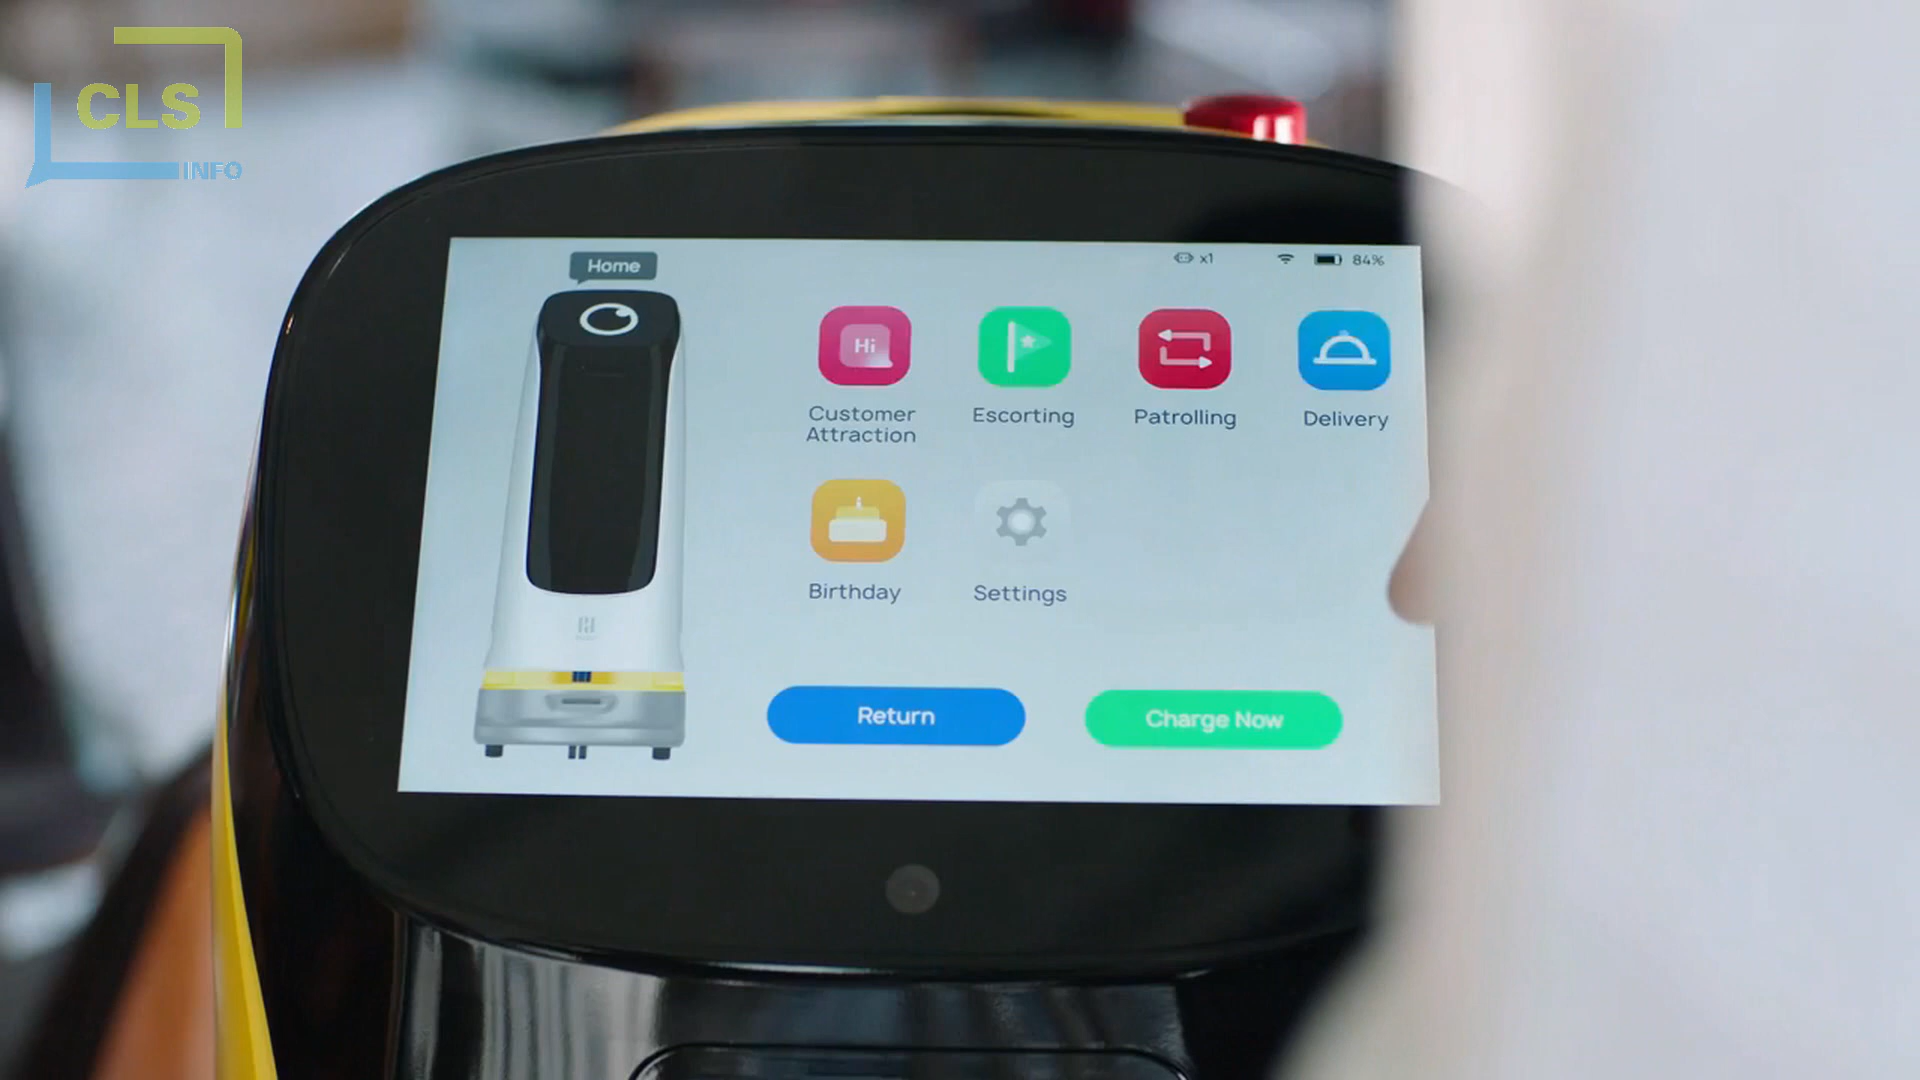 CLS
INFO
Home
x1
84%
Hi
Customer
Attraction
Escorting
Patrolling
Delivery
Birthday
Settings
Return
Charge Now